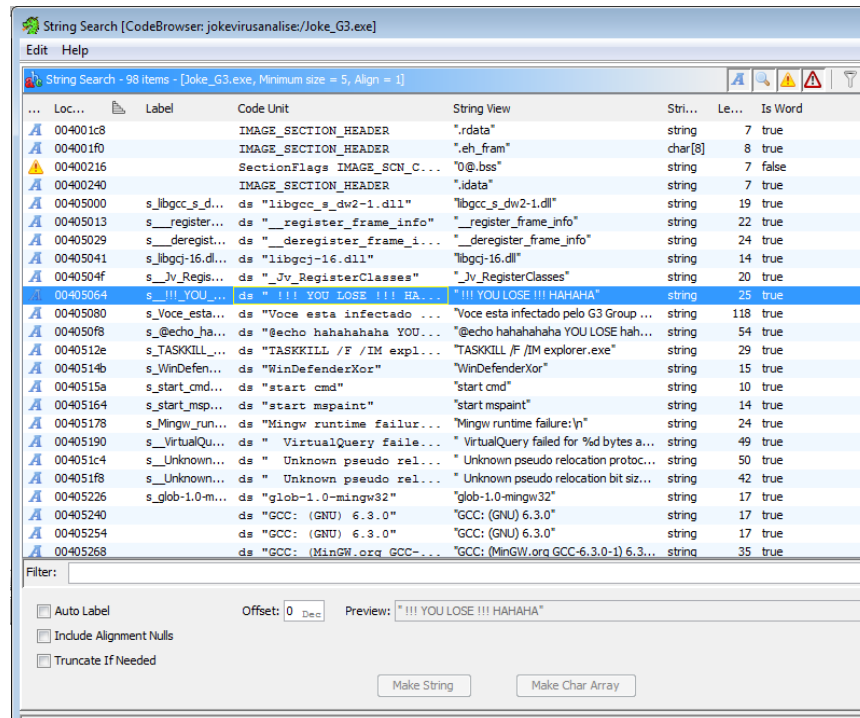 String Search [CodeBrowser: jokevirusanalise:/Joke_G3.exe]
Edit Help
String Search - 98 items - [Joke_G3.exe, Minimum size = 5, Align = 1]
... Loc... Label Code Unit String View Stri... Le... Is Word
004001c8 IMAGE_SECTION_HEADER ".rdata" string 7 true
004001f0 IMAGE_SECTION_HEADER ".eh_fram" char[8] 8 true
00400216 SectionFlags IMAGE_SCN_C... "0@.bss" string 7 false
00400240 IMAGE_SECTION_HEADER ".idata" string 7 true
00405000 s_libgcc_s_d... ds "libgcc_s_dw2-1.dll" "libgcc_s_dw2-1.dll" string 19 true
00405013 s___register... ds "__register_frame_info" "__register_frame_info" string 22 true
00405029 s___deregist... ds "__deregister_frame_i... "__deregister_frame_info" string 24 true
00405041 s_libgcj-16.dl... ds "libgcj-16.dll" "libgcj-16.dll" string 14 true
0040504f s__Jv_Regis... ds "_Jv_RegisterClasses" "_Jv_RegisterClasses" string 20 true
00405064 s__!!!_YOU_... ds " !!! YOU LOSE !!! HA... " !!! YOU LOSE !!! HAHAHA" string 25 true
00405080 s_Voce_esta... ds "Voce esta infectado ... "Voce esta infectado pelo G3 Group ... string 118 true
004050f8 s_@echo_ha... ds "@echo hahahahaha YOU... "@echo hahahahaha YOU LOSE hah... string 54 true
0040512e s_TASKKILL_... ds "TASKKILL /F /IM expl... "TASKKILL /F /IM explorer.exe" string 29 true
0040514b s_WinDefen... ds "WinDefenderXor" "WinDefenderXor" string 15 true
0040515a s_start_cmd... ds "start cmd" "start cmd" string 10 true
00405164 s_start_msp... ds "start mspaint" "start mspaint" string 14 true
00405178 s_Mingw_run... ds "Mingw runtime failur... "Mingw runtime failure:\n" string 24 true
00405190 s__VirtualQu... ds "  VirtualQuery faile... "  VirtualQuery failed for %d bytes a... string 49 true
004051c4 s__Unknown... ds "  Unknown pseudo rel... "  Unknown pseudo relocation protoc... string 50 true
004051f8 s__Unknown... ds "  Unknown pseudo rel... "  Unknown pseudo relocation bit siz... string 42 true
00405226 s_glob-1.0-m... ds "glob-1.0-mingw32" "glob-1.0-mingw32" string 17 true
00405240 ds "GCC: (GNU) 6.3.0" "GCC: (GNU) 6.3.0" string 17 true
00405254 ds "GCC: (GNU) 6.3.0" "GCC: (GNU) 6.3.0" string 17 true
00405268 ds "GCC: (MinGW.org GCC-... "GCC: (MinGW.org GCC-6.3.0-1) 6.3... string 35 true
Filter:
Auto Label Offset: 0 Dec Preview: " !!! YOU LOSE !!! HAHAHA"
Include Alignment Nulls
Truncate If Needed
Make String Make Char Array